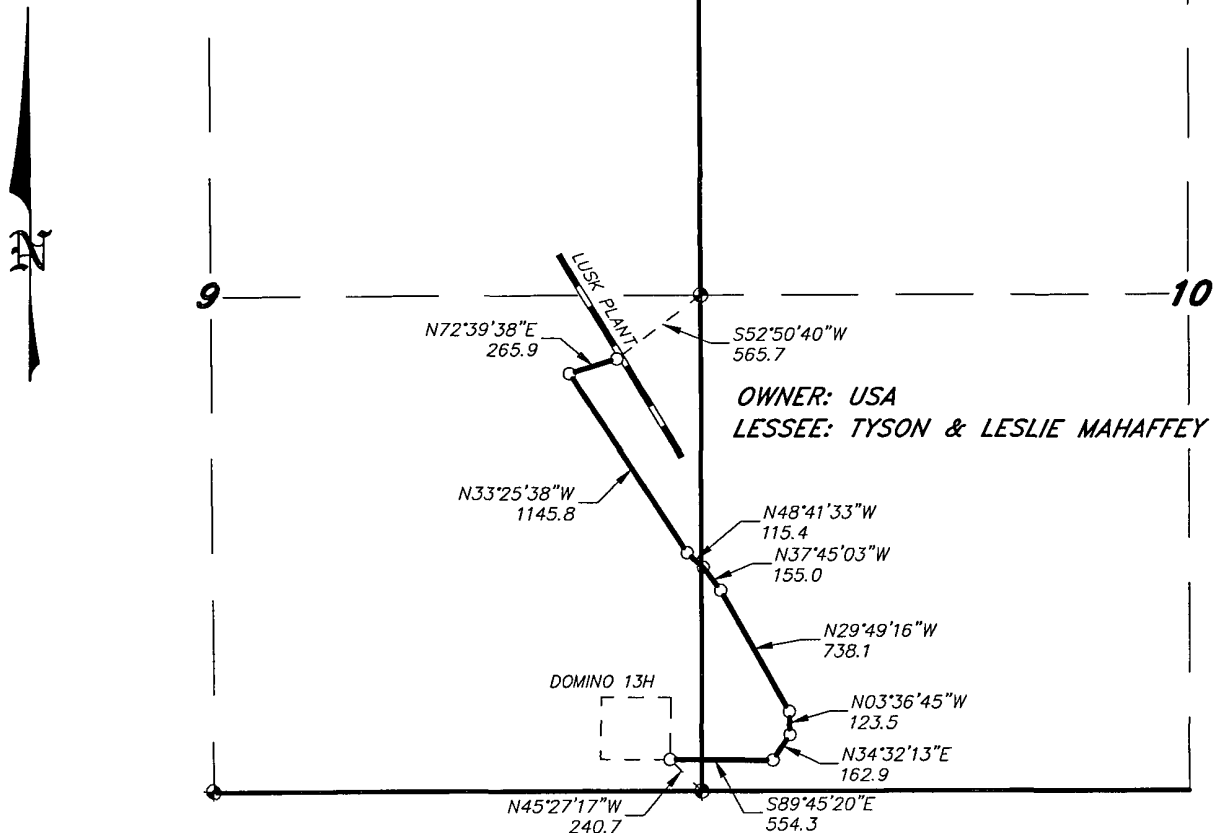 N
9
10
LUSK PLANT
N72°39'38"E
265.9
S52°50'40"W
565.7
OWNER: USA
LESSEE: TYSON & LESLIE MAHAFFEY
N33°25'38"W
1145.8
N48°41'33"W
115.4
N37°45'03"W
155.0
N29°49'16"W
738.1
DOMINO 13H
N03°36'45"W
123.5
N34°32'13"E
162.9
N45°27'17"W
240.7
S89°45'20"E
554.3